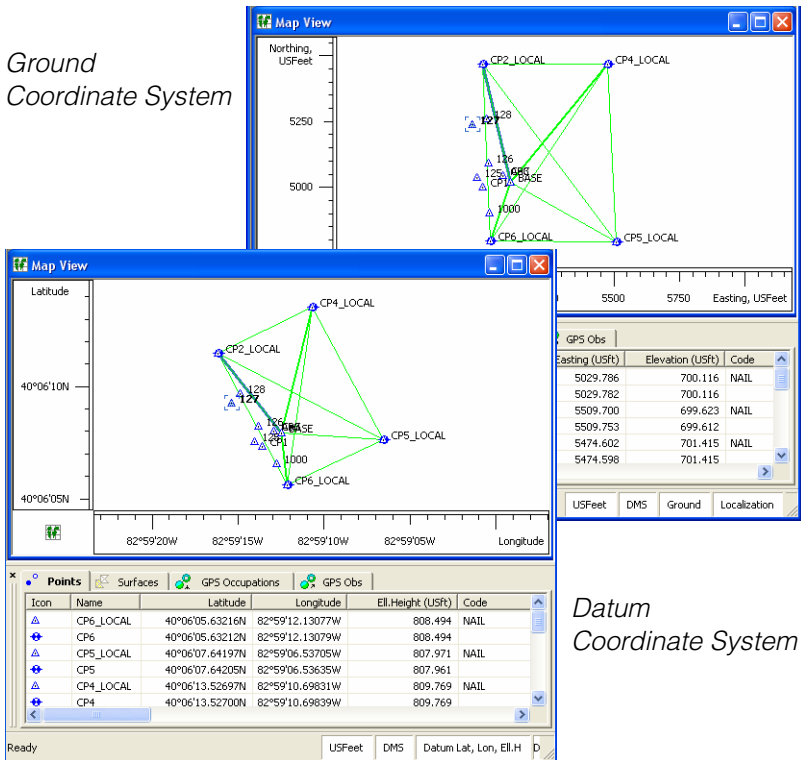 Ground
Coordinate System
Map View
Northing,
USFeet
CP2_LOCAL
CP4_LOCAL
5250
127
128
126
125
CP1
BASE
5000
1000
CP6_LOCAL
CP5_LOCAL
5500
5750
Easting, USFeet
GPS Obs
Easting (USft) Elevation (USft) Code
5029.786 700.116 NAIL
5029.782 700.116
5509.700 699.623 NAIL
5509.753 699.612
5474.602 701.415 NAIL
5474.598 701.415
USFeet DMS Ground Localization
Map View
Latitude
CP4_LOCAL
CP2_LOCAL
40°06'10N
128
127
126
BASE
CP1
CP5_LOCAL
1000
CP6_LOCAL
40°06'05N
82°59'20W 82°59'15W 82°59'10W 82°59'05W Longitude
Points Surfaces GPS Occupations GPS Obs
Icon Name Latitude Longitude Ell.Height (USft) Code
CP6_LOCAL 40°06'05.63216N 82°59'12.13077W 808.494 NAIL
CP6 40°06'05.63212N 82°59'12.13079W 808.494
CP5_LOCAL 40°06'07.64197N 82°59'06.53705W 807.971 NAIL
CP5 40°06'07.64205N 82°59'06.53635W 807.961
CP4_LOCAL 40°06'13.52697N 82°59'10.69831W 809.769 NAIL
CP4 40°06'13.52700N 82°59'10.69839W 809.769
Ready USFeet DMS Datum Lat, Lon, Ell.H D
Datum
Coordinate System